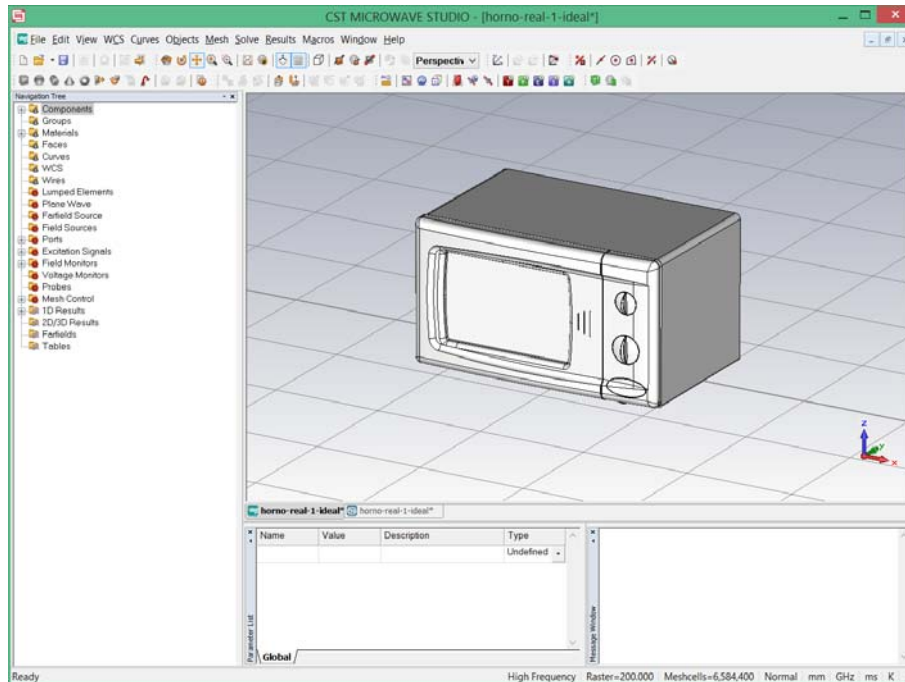 CST MICROWAVE STUDIO - [horno-real-1-ideal*]
File Edit View WCS Curves Objects Mesh Solve Results Macros Window Help
Perspectiv
Navigation Tree
Components
Groups
Materials
Faces
Curves
WCS
Wires
Lumped Elements
Plane Wave
Farfield Source
Field Sources
Ports
Excitation Signals
Field Monitors
Voltage Monitors
Probes
Mesh Control
1D Results
2D/3D Results
Farfields
Tables
z
y
x
horno-real-1-ideal* horno-real-1-ideal*
Name Value Description Type
Undefined
Parameter List
Global
Message Window
Ready High Frequency Raster=200.000 Meshcells=6,584,400 Normal mm GHz ms K